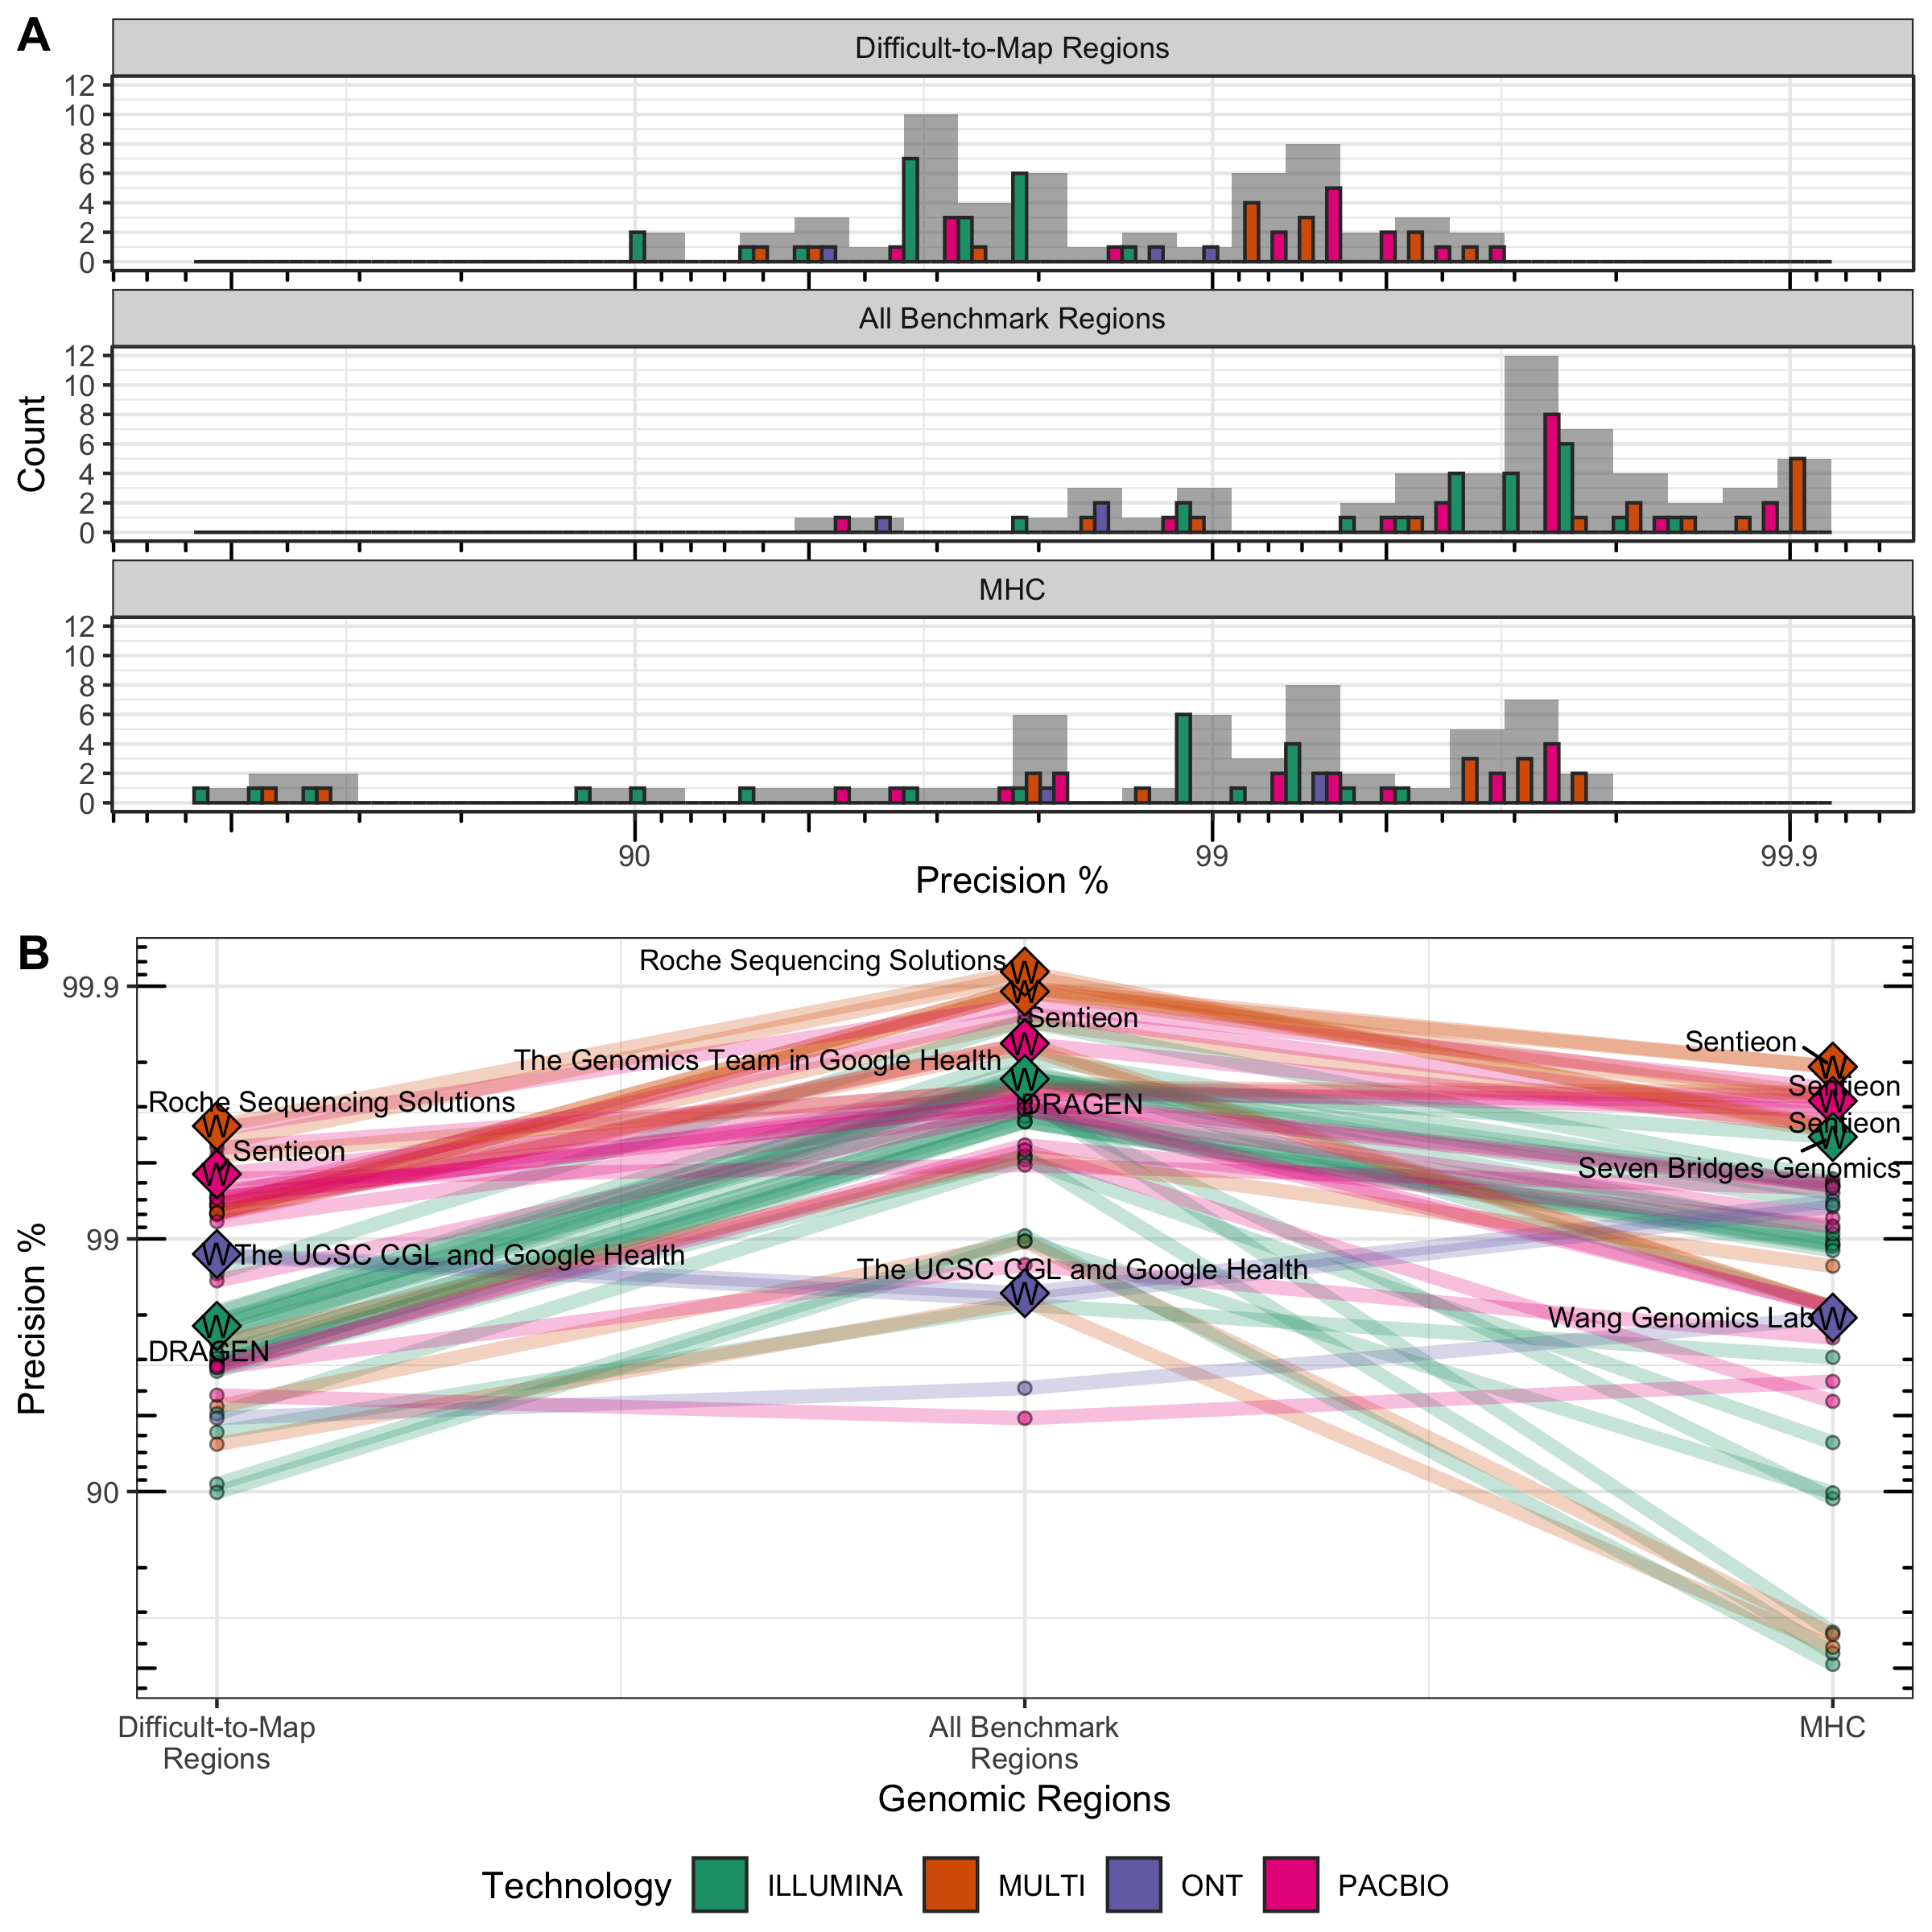 A
Difficult-to-Map Regions
12
10
8
6
4
2
0
All Benchmark Regions
12
10
8
6
4
2
0
Count
MHC
12
10
8
6
4
2
0
90 99 99.9
Precision %
B
Roche Sequencing Solutions
99.9
W
W
Sentieon
Sentieon
The Genomics Team in Google Health
W
W
W
Sentieon
Roche Sequencing Solutions
DRAGEN
W
W
W
Sentieon
Sentieon
W
W
Seven Bridges Genomics
99
W
The UCSC CGL and Google Health
The UCSC CGL and Google Health
W
Wang Genomics Lab
W
W
DRAGEN
90
Precision %
Difficult-to-Map
Regions
All Benchmark
Regions
MHC
Genomic Regions
Technology ILLUMINA MULTI ONT PACBIO